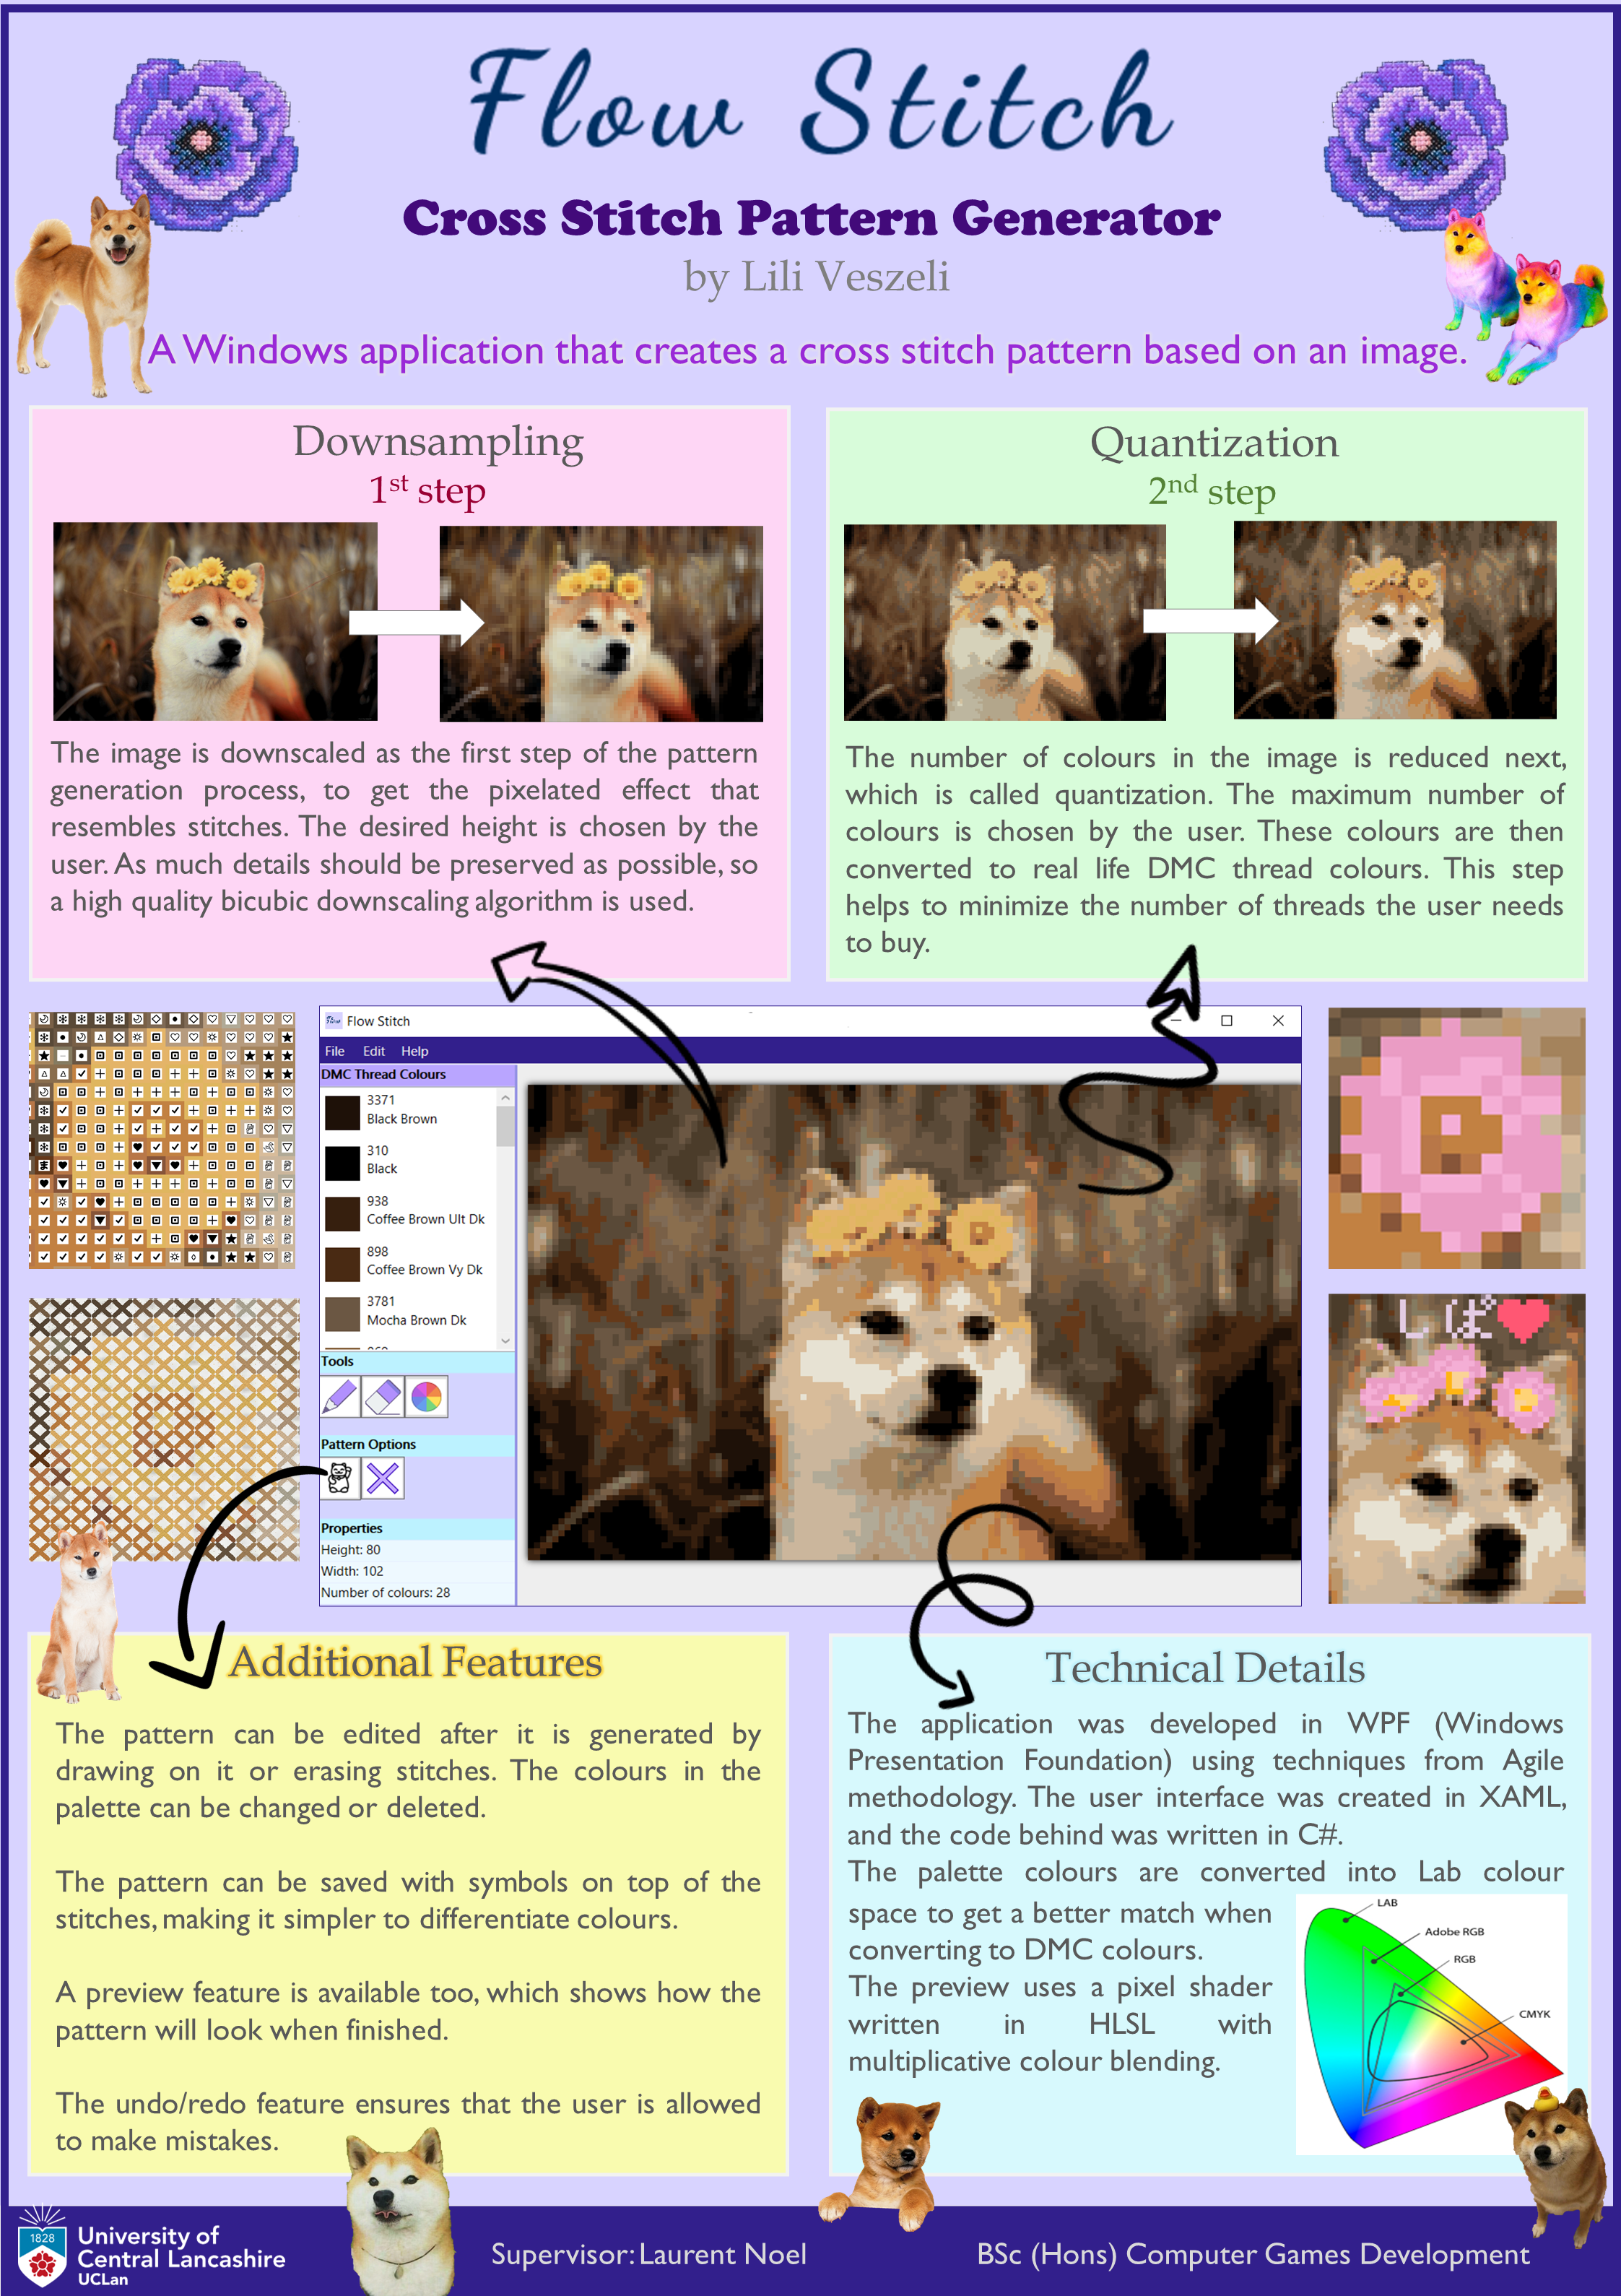 Flow Stitch
Cross Stitch Pattern Generator
by Lili Veszeli
A Windows application that creates a cross stitch pattern based on an image.
Downsampling
1st step
The image is downscaled as the first step of the pattern
generation process, to get the pixelated effect that
resembles stitches. The desired height is chosen by the
user. As much details should be preserved as possible, so
a high quality bicubic downscaling algorithm is used.
Quantization
2nd step
The number of colours in the image is reduced next,
which is called quantization. The maximum number of
colours is chosen by the user. These colours are then
converted to real life DMC thread colours. This step
helps to minimize the number of threads the user needs
to buy.
Flow Stitch
File Edit Help
DMC Thread Colours
3371
Black Brown
310
Black
938
Coffee Brown Ult Dk
898
Coffee Brown Vy Dk
3781
Mocha Brown Dk
Tools
Pattern Options
Properties
Height: 80
Width: 102
Number of colours: 28
しば
Additional Features
The pattern can be edited after it is generated by
drawing on it or erasing stitches. The colours in the
palette can be changed or deleted.
The pattern can be saved with symbols on top of the
stitches, making it simpler to differentiate colours.
A preview feature is available too, which shows how the
pattern will look when finished.
The undo/redo feature ensures that the user is allowed
to make mistakes.
Technical Details
The application was developed in WPF (Windows
Presentation Foundation) using techniques from Agile
methodology. The user interface was created in XAML,
and the code behind was written in C#.
The palette colours are converted into Lab colour
space to get a better match when
converting to DMC colours.
The preview uses a pixel shader
written in HLSL with
multiplicative colour blending.
LAB
Adobe RGB
RGB
CMYK
1828
University of
Central Lancashire
UCLan
Supervisor: Laurent Noel
BSc (Hons) Computer Games Development